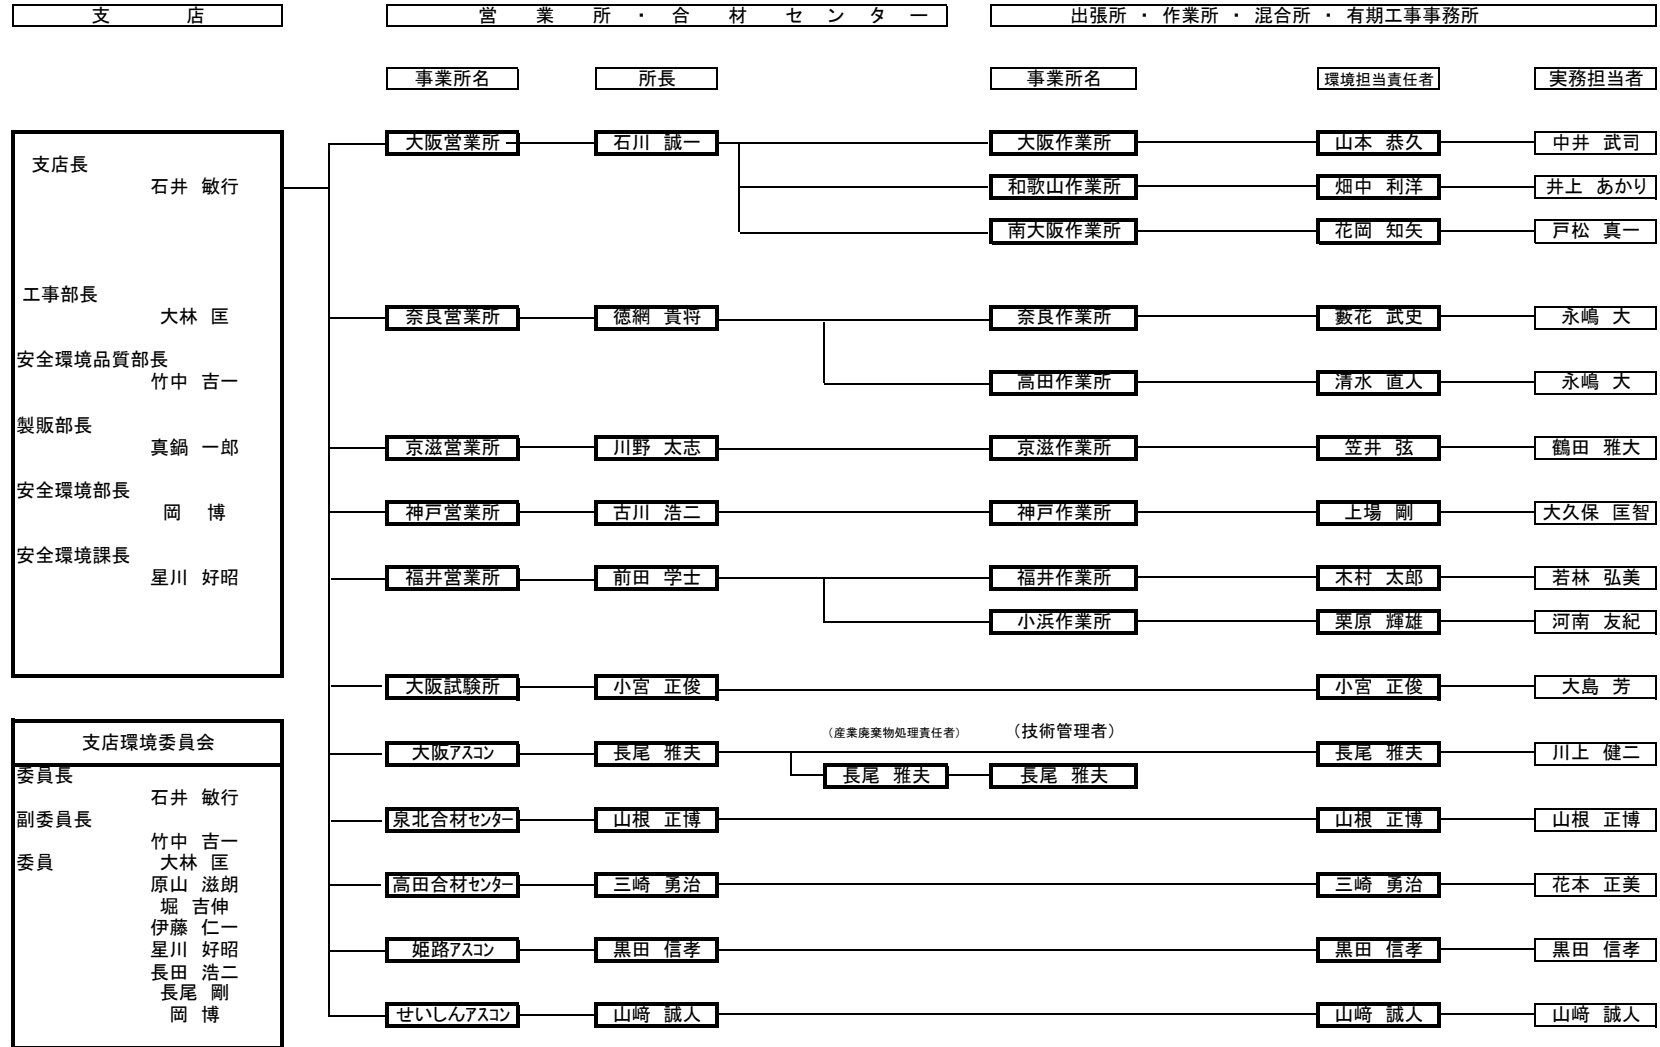 支 店
営 業 所 ・ 合 材 セ ン タ ー
出張所 ・ 作業所 ・ 混合所 ・ 有期工事事務所
事業所名 所長 事業所名 環境担当責任者 実務担当者
支店長
石井 敏行
工事部長
大林 匡
安全環境品質部長
竹中 吉一
製販部長
真鍋 一郎
安全環境部長
岡 博
安全環境課長
星川 好昭
支店環境委員会
委員長
石井 敏行
副委員長
竹中 吉一
委員 大林 匡
原山 滋朗
堀 吉伸
伊藤 仁一
星川 好昭
長田 浩二
長尾 剛
岡 博
大阪営業所 石川 誠一 大阪作業所 山本 恭久 中井 武司
和歌山作業所 畑中 利洋 井上 あかり
南大阪作業所 花岡 知矢 戸松 真一
奈良営業所 徳網 貴将 奈良作業所 藪花 武史 永嶋 大
高田作業所 清水 直人 永嶋 大
京滋営業所 川野 太志 京滋作業所 笠井 弦 鶴田 雅大
神戸営業所 古川 浩二 神戸作業所 上場 剛 大久保 匡智
福井営業所 前田 学士 福井作業所 木村 太郎 若林 弘美
小浜作業所 栗原 輝雄 河南 友紀
大阪試験所 小宮 正俊 小宮 正俊 大島 芳
（産業廃棄物処理責任者） （技術管理者）
大阪アスコン 長尾 雅夫 長尾 雅夫 川上 健二
長尾 雅夫 長尾 雅夫
泉北合材センター 山根 正博 山根 正博 山根 正博
高田合材センター 三崎 勇治 三崎 勇治 花本 正美
姫路アスコン 黒田 信孝 黒田 信孝 黒田 信孝
せいしんアスコン 山﨑 誠人 山﨑 誠人 山﨑 誠人